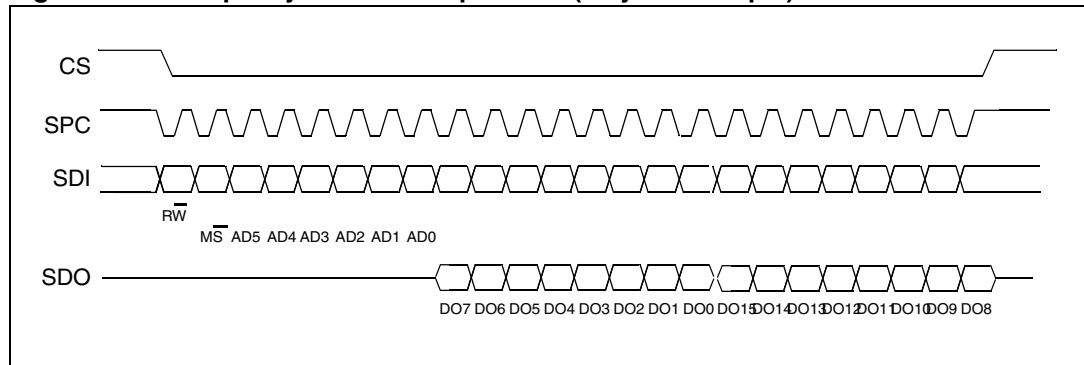 CS
SPC
SDI
RW
MS AD5 AD4 AD3 AD2 AD1 AD0
SDO
DO7 DO6 DO5 DO4 DO3 DO2 DO1 DO0 DO15 DO14 DO13 DO12 DO11 DO10 DO9 DO8